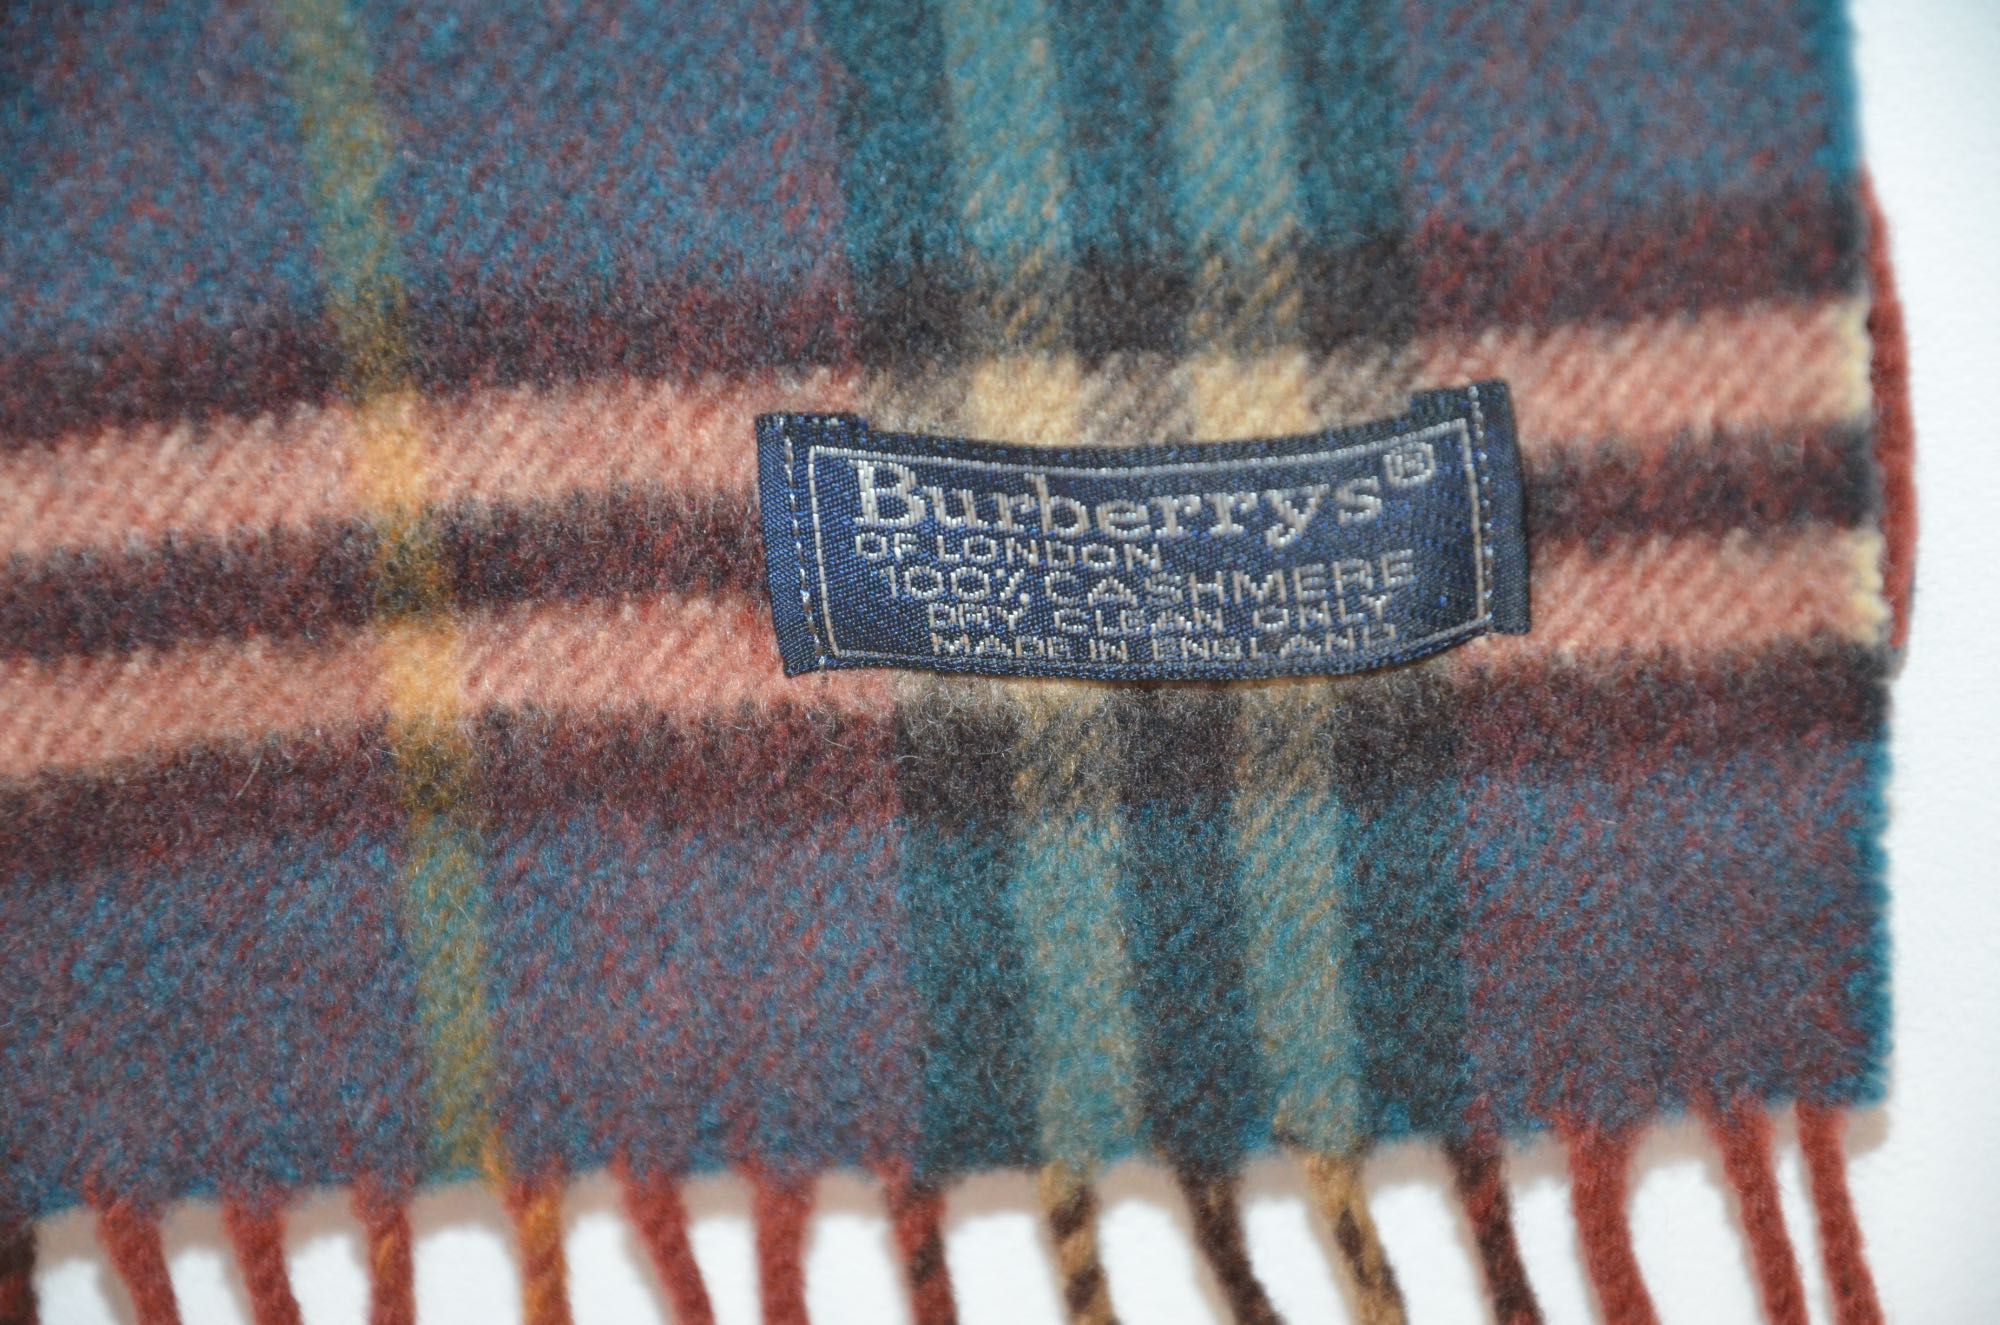 Burberrys®
OF LONDON
100% CASHMERE
DRY CLEAN ONLY
MADE IN ENGLAND